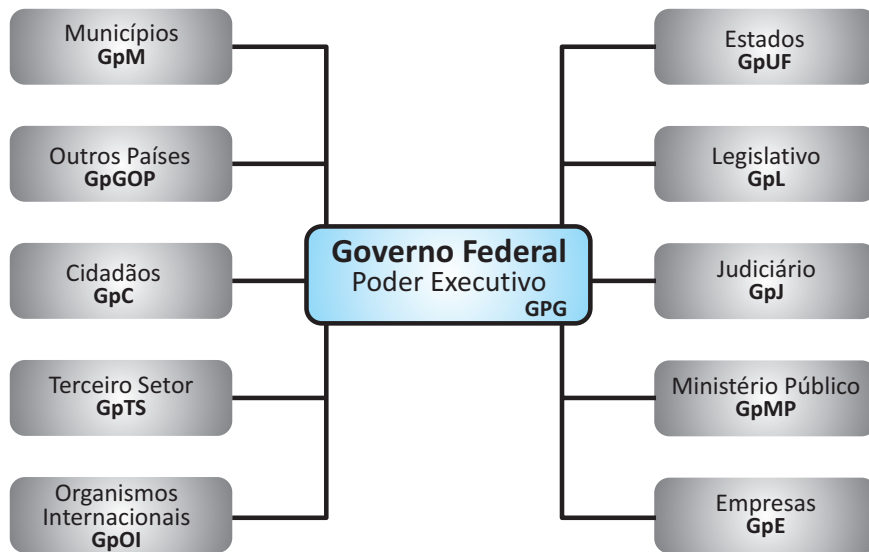 Municípios
GpM
Outros Países
GpGOP
Cidadãos
GpC
Terceiro Setor
GpTS
Organismos
Internacionais
GpOI
Governo Federal
Poder Executivo
GPG
Estados
GpUF
Legislativo
GpL
Judiciário
GpJ
Ministério Público
GpMP
Empresas
GpE